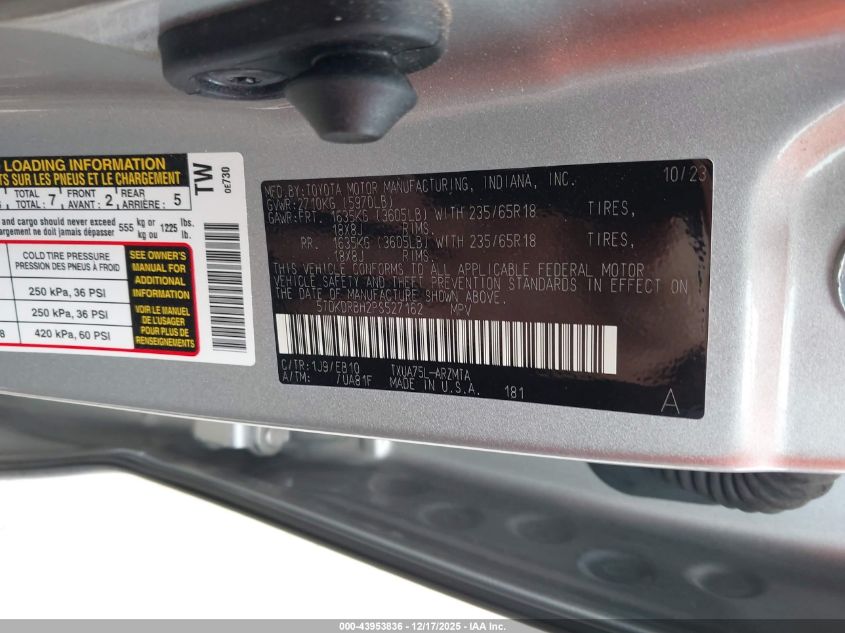 LOADING INFORMATION
TS SUR LES PNEUS ET LE CHARGEMENT
TOTAL: 7 FRONT AVANT: 2 REAR ARRIÈRE: 5
argo should never exceed 555 kg or 1225 lbs.
argement ne doit jamais dépasser kg ou lb.
COLD TIRE PRESSURE
PRESSION DES PNEUS À FROID
250 kPa, 36 PSI
250 kPa, 36 PSI
420 kPa, 60 PSI
SEE OWNER'S
MANUAL FOR
ADDITIONAL
INFORMATION
VOIR LE MANUEL
DE L'USAGER
POUR PLUS DE
RENSEIGNEMENTS
TW
0E730
MFD.BY:TOYOTA MOTOR MANUFACTURING, INDIANA, INC. 10/23
GVWR:2710KG (5970LB)
GAWR:FRT. 1635KG (3605LB) WITH 235/65R18 TIRES,
18X8J RIMS.
RR. 1635KG (3605LB) WITH 235/65R18 TIRES,
18X8J RIMS.
THIS VEHICLE CONFORMS TO ALL APPLICABLE FEDERAL MOTOR
VEHICLE SAFETY AND THEFT PREVENTION STANDARDS IN EFFECT ON
THE DATE OF MANUFACTURE SHOWN ABOVE.
5TDKDRBH2PS527162 MPV
C/TR:1J9/EB10 TXUA75L-ARZMTA
A/TM: 7UA81F MADE IN U.S.A. 181
A
000-43953836 - 12/17/2025 - IAA Inc.